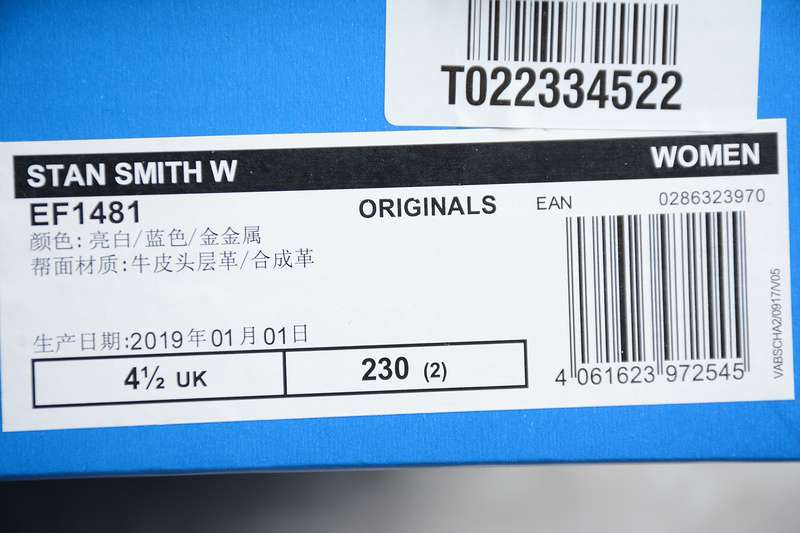 T022334522
STAN SMITH W
WOMEN
EF1481
ORIGINALS
EAN
0286323970
颜色: 亮白/蓝色/金金属
帮面材质:牛皮头层革/合成革
生产日期:2019年01月01日
4½ UK
230 (2)
4 061623 972545
VABSCHA2/0917/V05